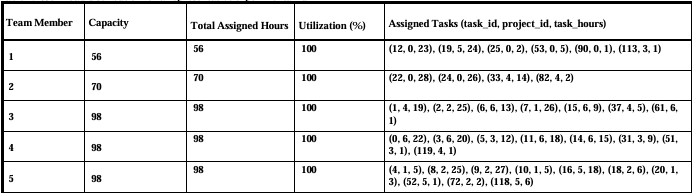 Team Member Capacity Total Assigned Hours Utilization (%) Assigned Tasks (task_id, project_id, task_hours)
1 56 56 100 (12, 0, 23), (19, 5, 24), (25, 0, 2), (53, 0, 5), (90, 0, 1), (113, 3, 1)
2 70 70 100 (22, 0, 28), (24, 0, 26), (33, 4, 14), (82, 4, 2)
3 98 98 100 (1, 4, 19), (2, 2, 25), (6, 6, 13), (7, 1, 26), (15, 6, 9), (37, 4, 5), (61, 6,
1)
4 98 98 100 (0, 6, 22), (3, 6, 20), (5, 3, 12), (11, 6, 18), (14, 6, 15), (31, 3, 9), (51,
3, 1), (119, 4, 1)
5 98 98 100 (4, 1, 5), (8, 2, 25), (9, 2, 27), (10, 1, 5), (16, 5, 18), (18, 2, 6), (20, 1,
3), (52, 5, 1), (72, 2, 2), (118, 5, 6)